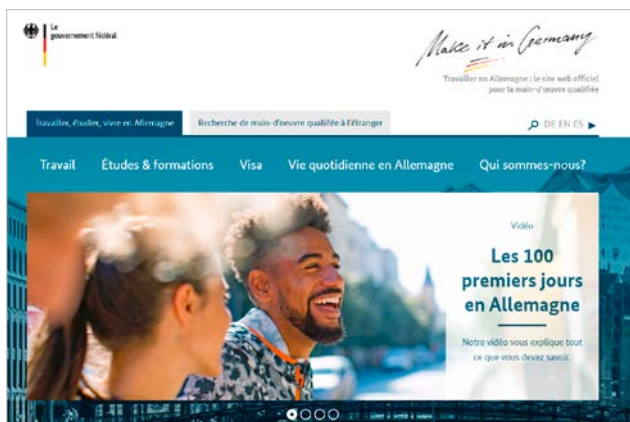 Le
gouvernement fédéral
Make it in Germany
Travailler en Allemagne : le site web officiel
pour la main-d'œuvre qualifiée
Travailler, étudier, vivre en Allemagne
Recherche de main-d'oeuvre qualifiée à l'étranger
DE EN ES
Travail
Études & formations
Visa
Vie quotidienne en Allemagne
Qui sommes-nous?
Vidéo
Les 100
premiers jours
en Allemagne
Notre vidéo vous explique tout
ce que vous devez savoir.